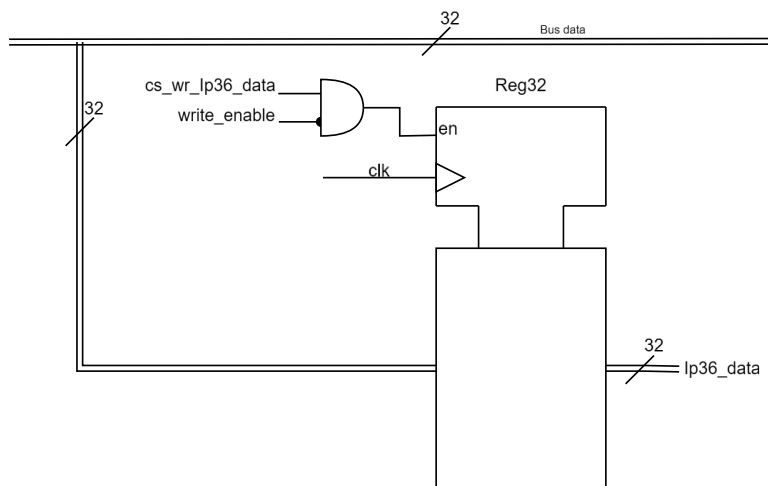 32
Bus data
cs_wr_Ip36_data
Reg32
32
write_enable
en
clk
32
Ip36_data